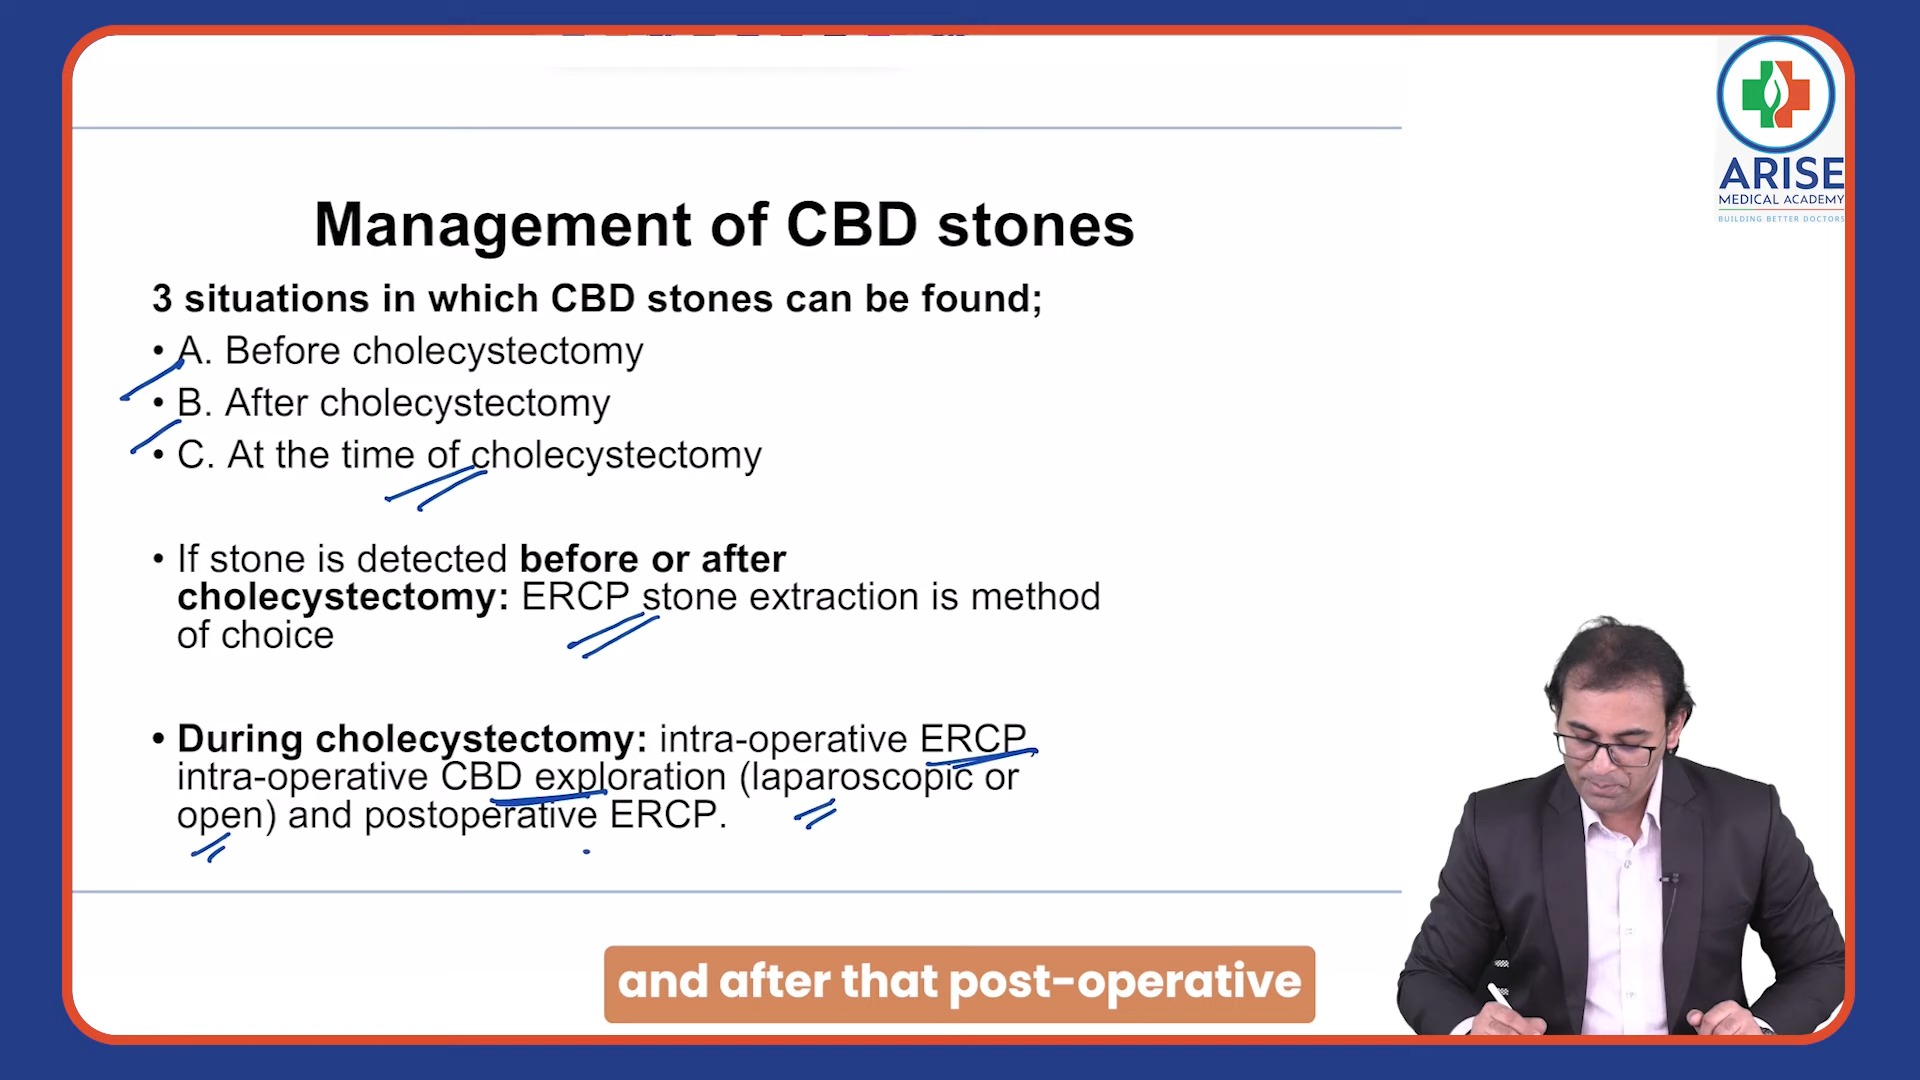 ARISE
MEDICAL ACADEMY
BUILDING BETTER DOCTORS
Management of CBD stones
3 situations in which CBD stones can be found;
• A. Before cholecystectomy
• B. After cholecystectomy
• C. At the time of cholecystectomy
• If stone is detected before or after
cholecystectomy: ERCP stone extraction is method
of choice
• During cholecystectomy: intra-operative ERCP,
intra-operative CBD exploration (laparoscopic or
open) and postoperative ERCP.
and after that post-operative